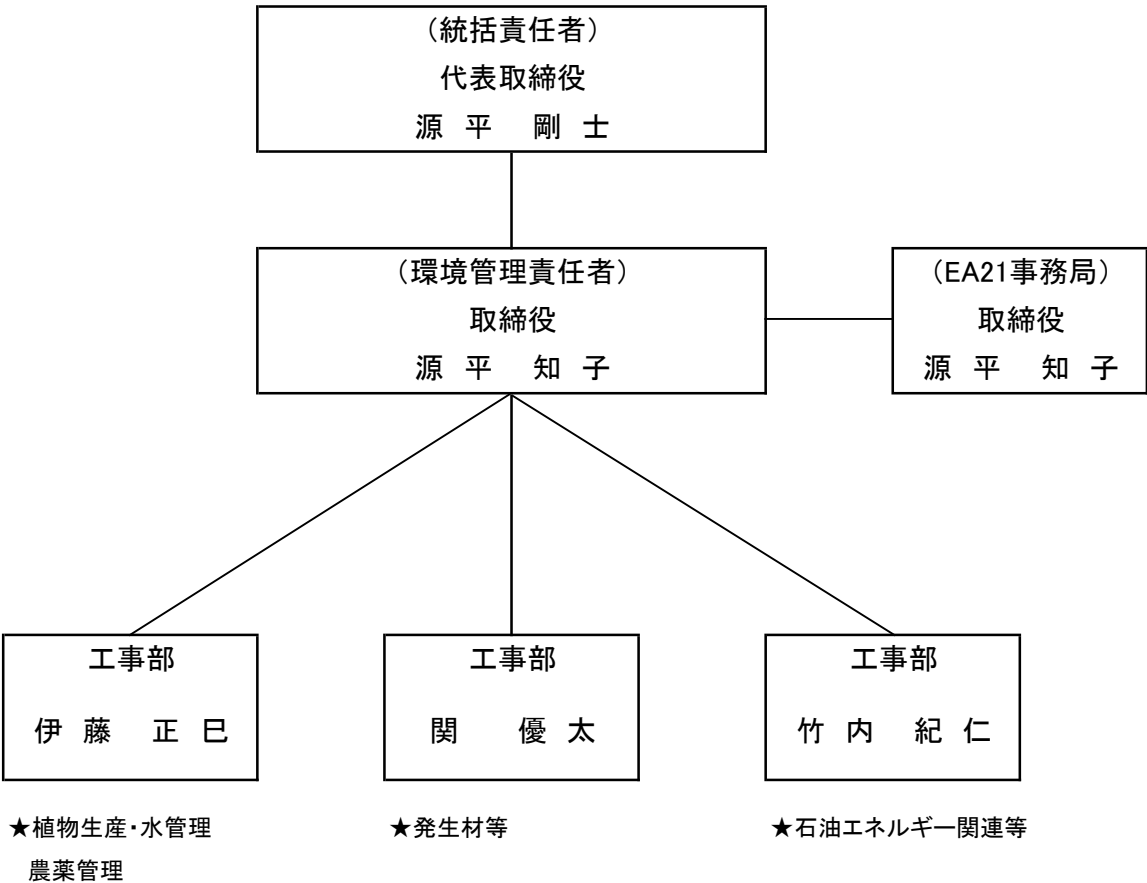 （統括責任者）
代表取締役
源 平　剛 士
（環境管理責任者）
取締役
源 平　知 子
（EA21事務局）
取締役
源 平　知 子
工事部
伊 藤　正 巳
工事部
関　優 太
工事部
竹 内　紀 仁
★植物生産・水管理
農薬管理
★発生材等
★石油エネルギー関連等